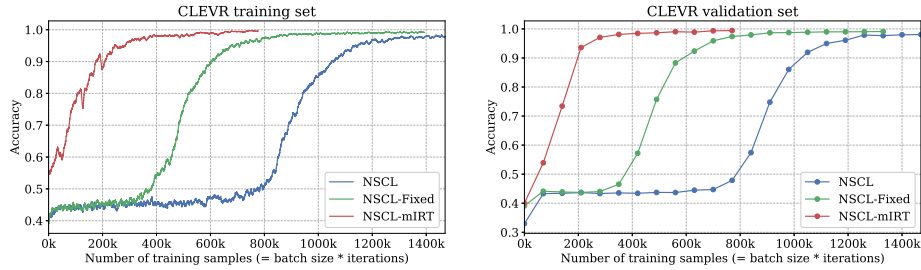 CLEVR training set
1.0
0.9
0.8
0.7
0.6
0.5
0.4
Accuracy
NSCL
NSCL-Fixed
NSCL-mIRT
0k 200k 400k 600k 800k 1000k 1200k 1400k
Number of training samples (= batch size * iterations)
CLEVR validation set
1.0
0.9
0.8
0.7
0.6
0.5
0.4
0.3
Accuracy
NSCL
NSCL-Fixed
NSCL-mIRT
0k 200k 400k 600k 800k 1000k 1200k 1400k
Number of training samples (= batch size * iterations)